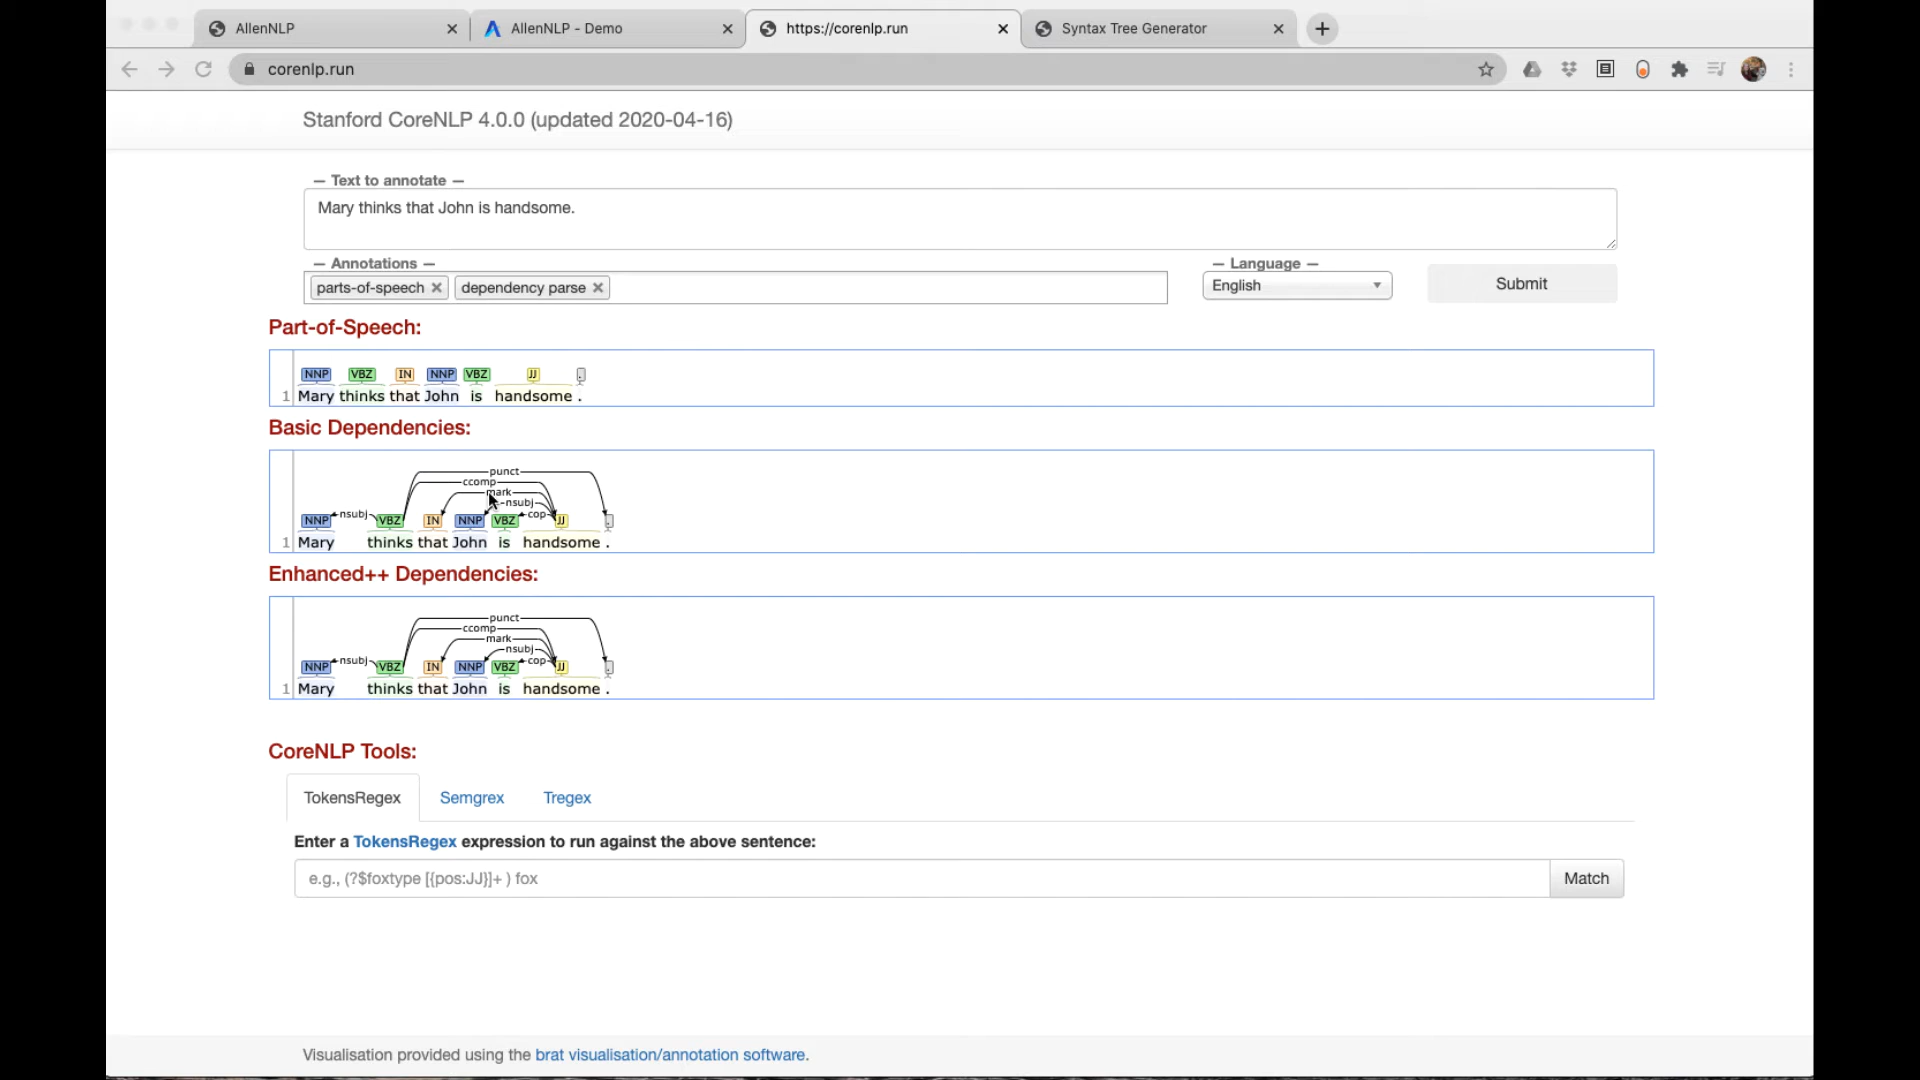 AllenNLP
AllenNLP - Demo
https://corenlp.run
Syntax Tree Generator
corenlp.run
Stanford CoreNLP 4.0.0 (updated 2020-04-16)
— Text to annotate —
Mary thinks that John is handsome.
— Annotations —
— Language —
parts-of-speech
dependency parse
English
Submit
Part-of-Speech:
NNP VBZ IN NNP VBZ JJ .
1 Mary thinks that John is handsome .
Basic Dependencies:
punct
ccomp
mark
nsubj
nsubj cop
NNP VBZ IN NNP VBZ JJ .
1 Mary thinks that John is handsome .
Enhanced++ Dependencies:
punct
ccomp
mark
nsubj
nsubj cop
NNP VBZ IN NNP VBZ JJ .
1 Mary thinks that John is handsome .
CoreNLP Tools:
TokensRegex Semgrex Tregex
Enter a TokensRegex expression to run against the above sentence:
e.g., (?$foxtype [{pos:JJ}]+ ) fox
Match
Visualisation provided using the brat visualisation/annotation software.